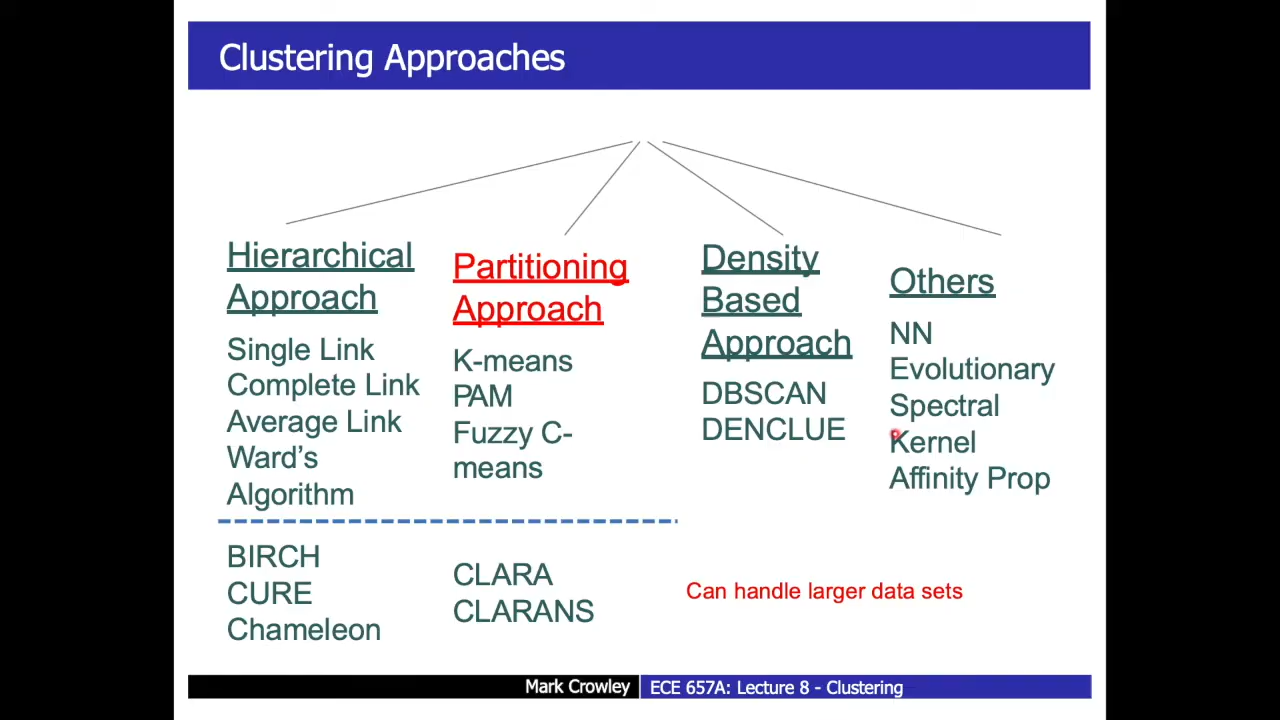 Clustering Approaches
Hierarchical
Approach
Single Link
Complete Link
Average Link
Ward's
Algorithm
BIRCH
CURE
Chameleon
Partitioning
Approach
K-means
PAM
Fuzzy C-
means
CLARA
CLARANS
Density
Based
Approach
DBSCAN
DENCLUE
Others
NN
Evolutionary
Spectral
Kernel
Affinity Prop
Can handle larger data sets
Mark Crowley
ECE 657A: Lecture 8 - Clustering